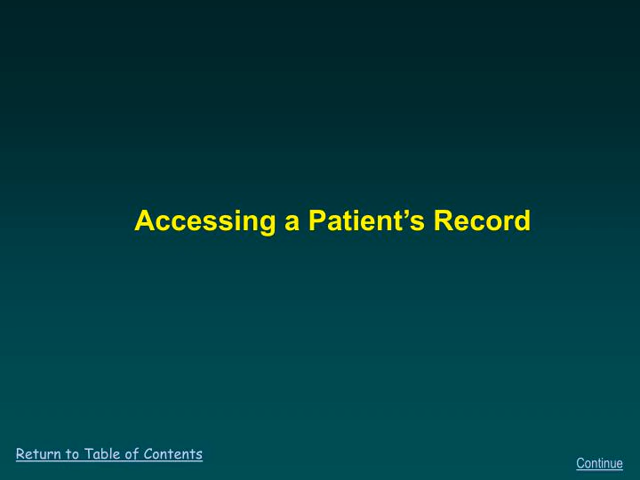 Accessing a Patient’s Record
Return to Table of Contents
Continue